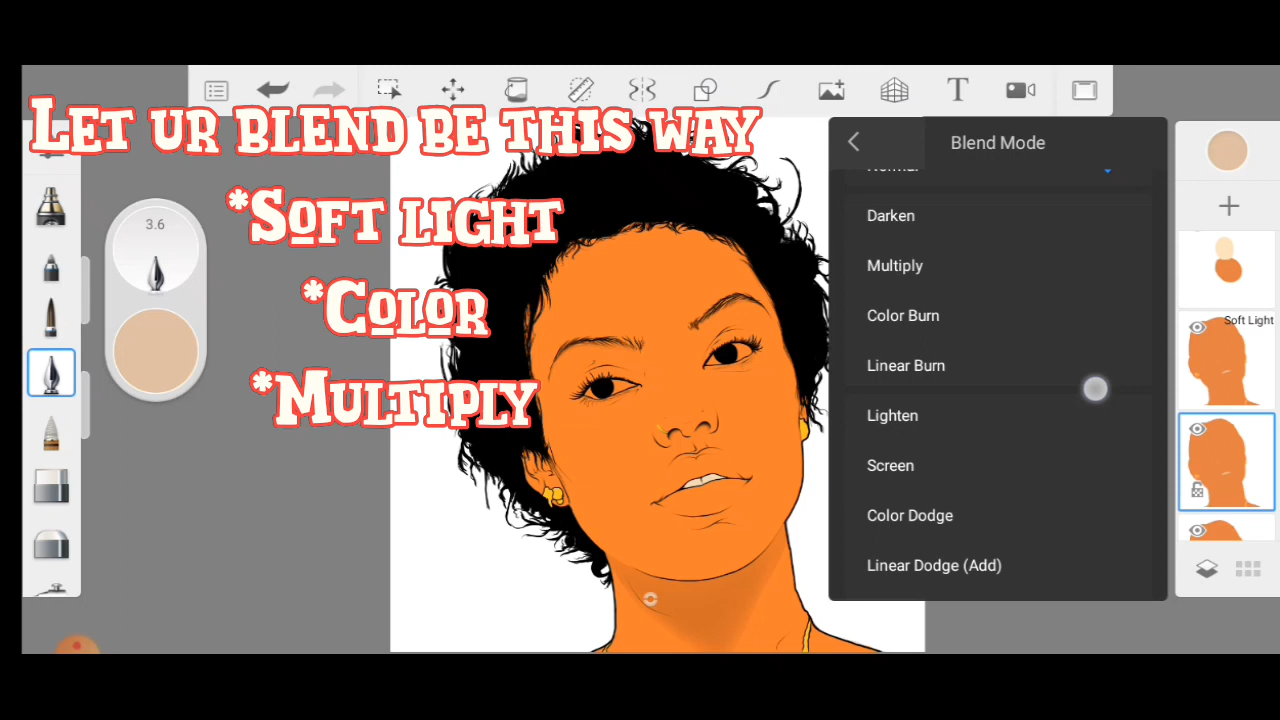 Let ur blend be this way
*Soft light
*Color
*Multiply
3.6
T
Blend Mode
Normal
Darken
Multiply
Color Burn
Linear Burn
Lighten
Screen
Color Dodge
Linear Dodge (Add)
Soft Light